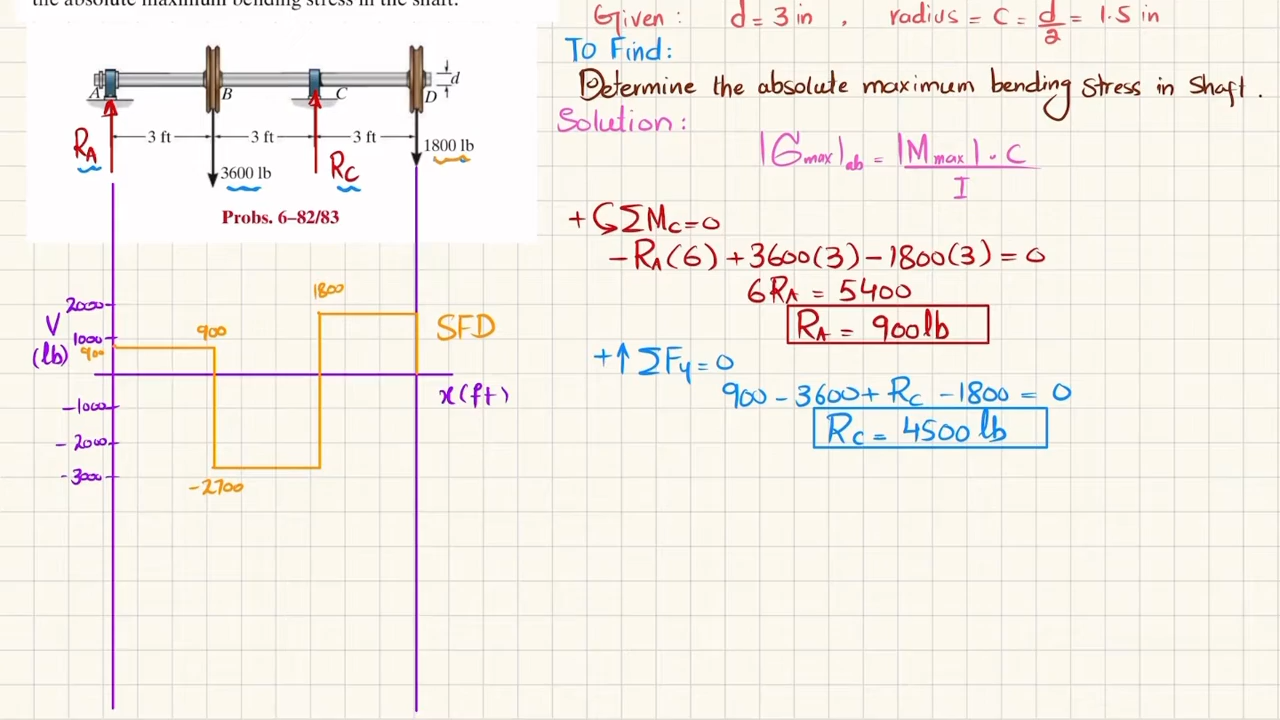 the absolute maximum bending stress in the shaft.
A
B
C
D
d
3 ft
3 ft
3 ft
R_A
3600 lb
R_C
1800 lb
Probs. 6–82/83
V
(lb)
2000
1000
900
-1000
-2000
-3000
900
-2700
1800
SFD
x(ft)
Given : d = 3 in , radius = C = d/2 = 1.5 in
To Find:
Determine the absolute maximum bending stress in shaft .
Solution :
|σ_max|_ab = |M_max| · C / I
+ ↺ ΣM_C = 0
-R_A(6) + 3600(3) - 1800(3) = 0
6R_A = 5400
R_A = 900 lb
+↑ ΣF_y = 0
900 - 3600 + R_C - 1800 = 0
R_C = 4500 lb